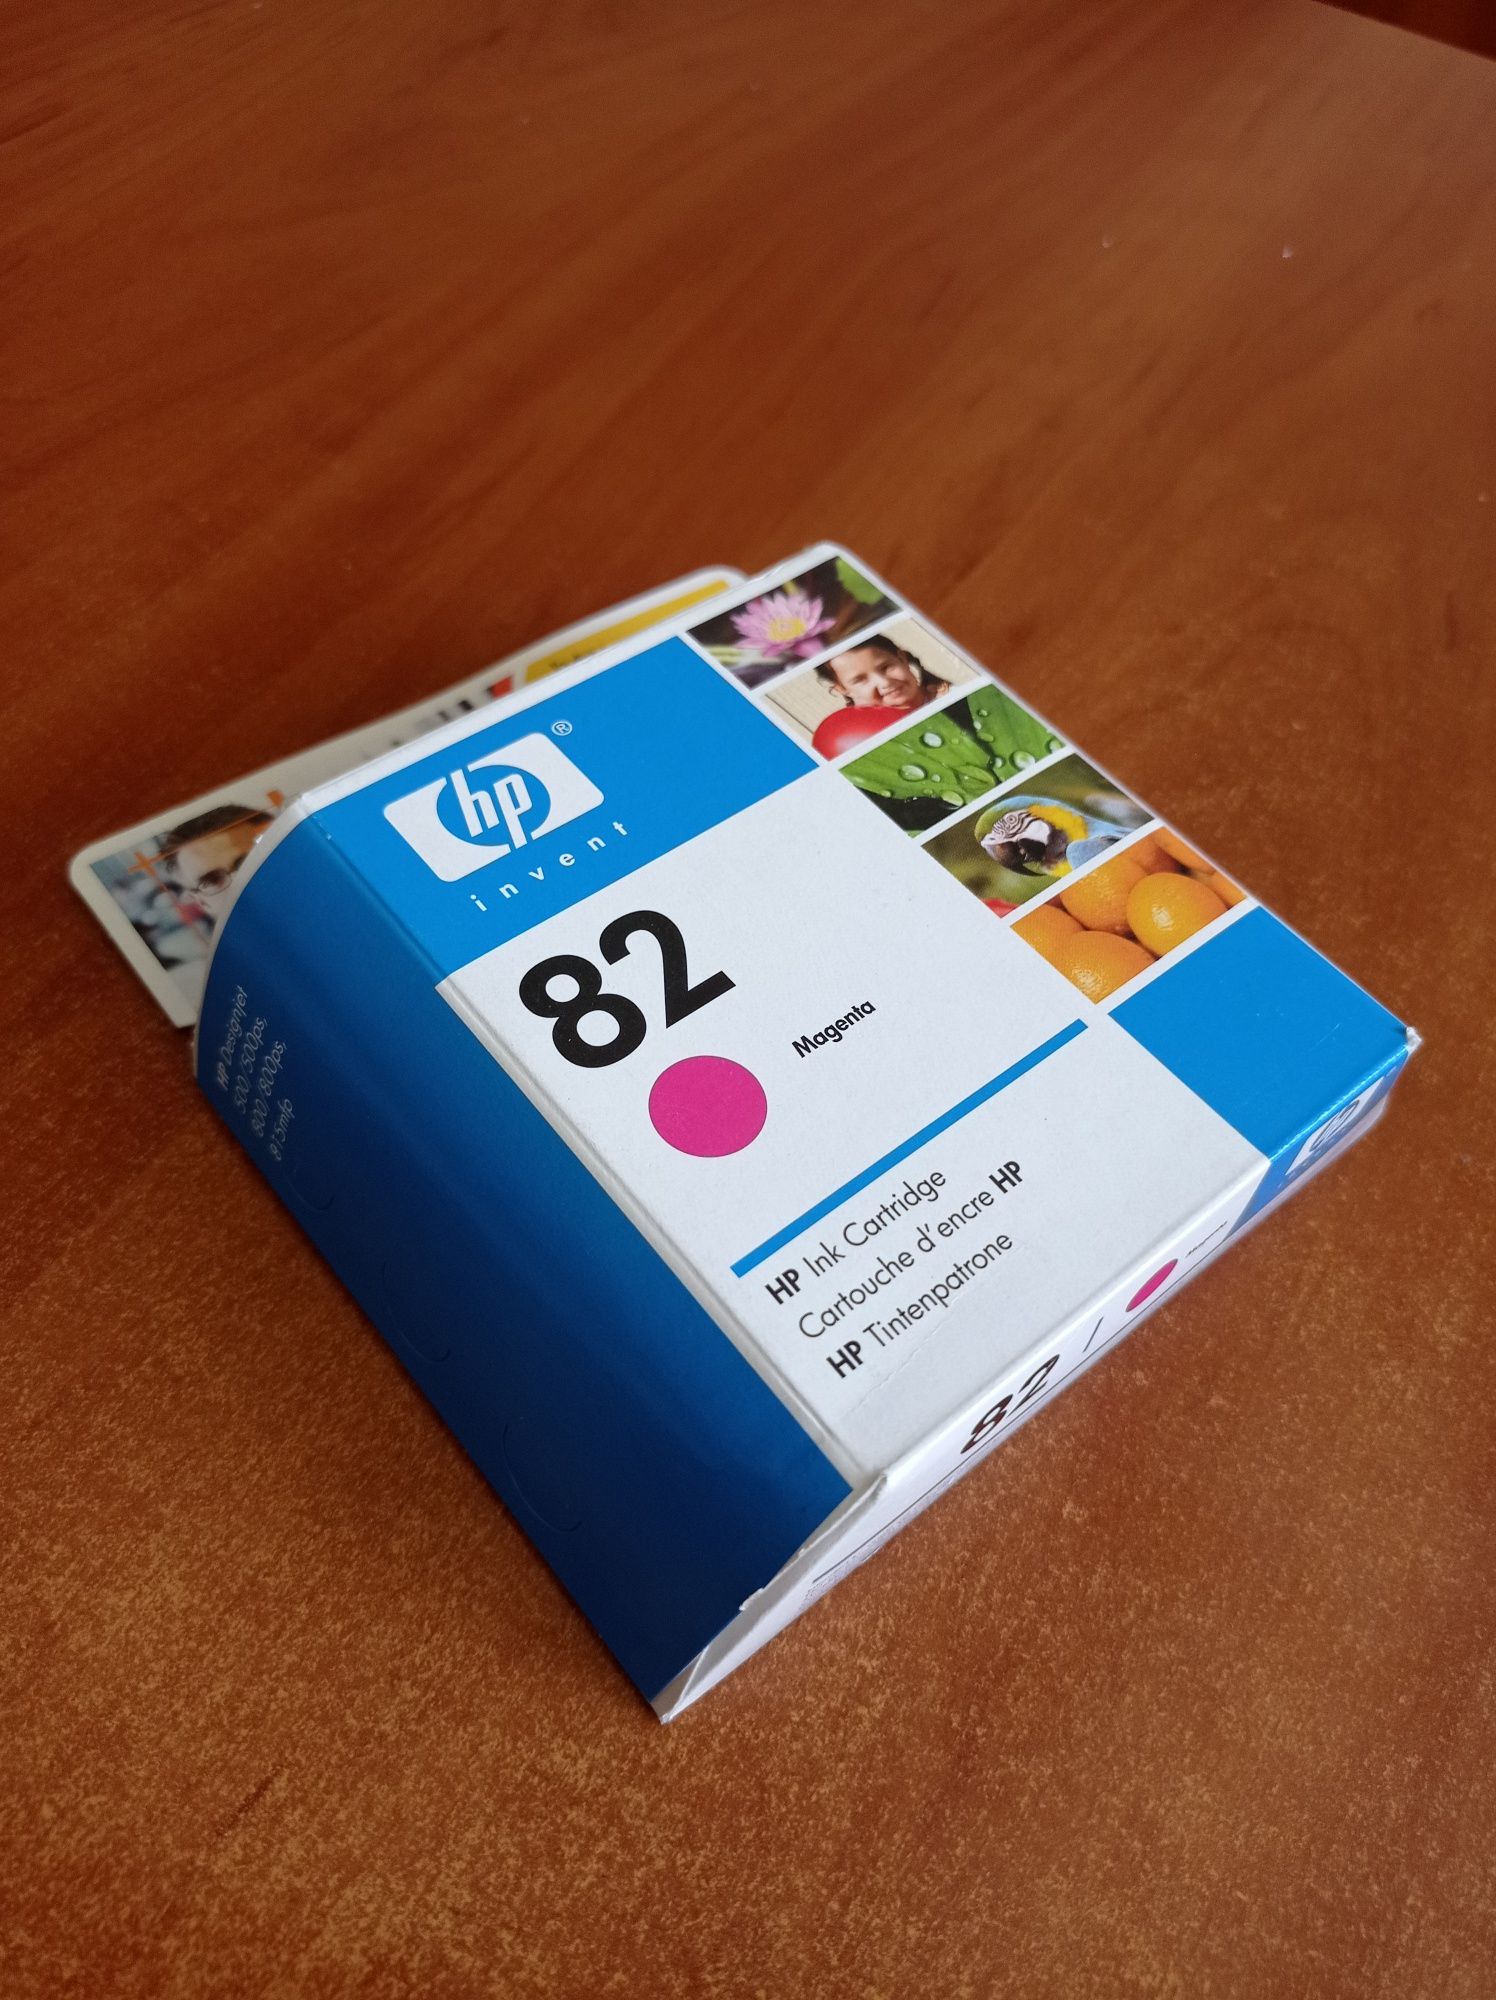 hp®
invent
82
Magenta
HP Ink Cartridge
Cartouche d'encre HP
HP Tintenpatrone
HP Designjet
500/500ps,
800/800ps,
815mfp
82 / Magenta